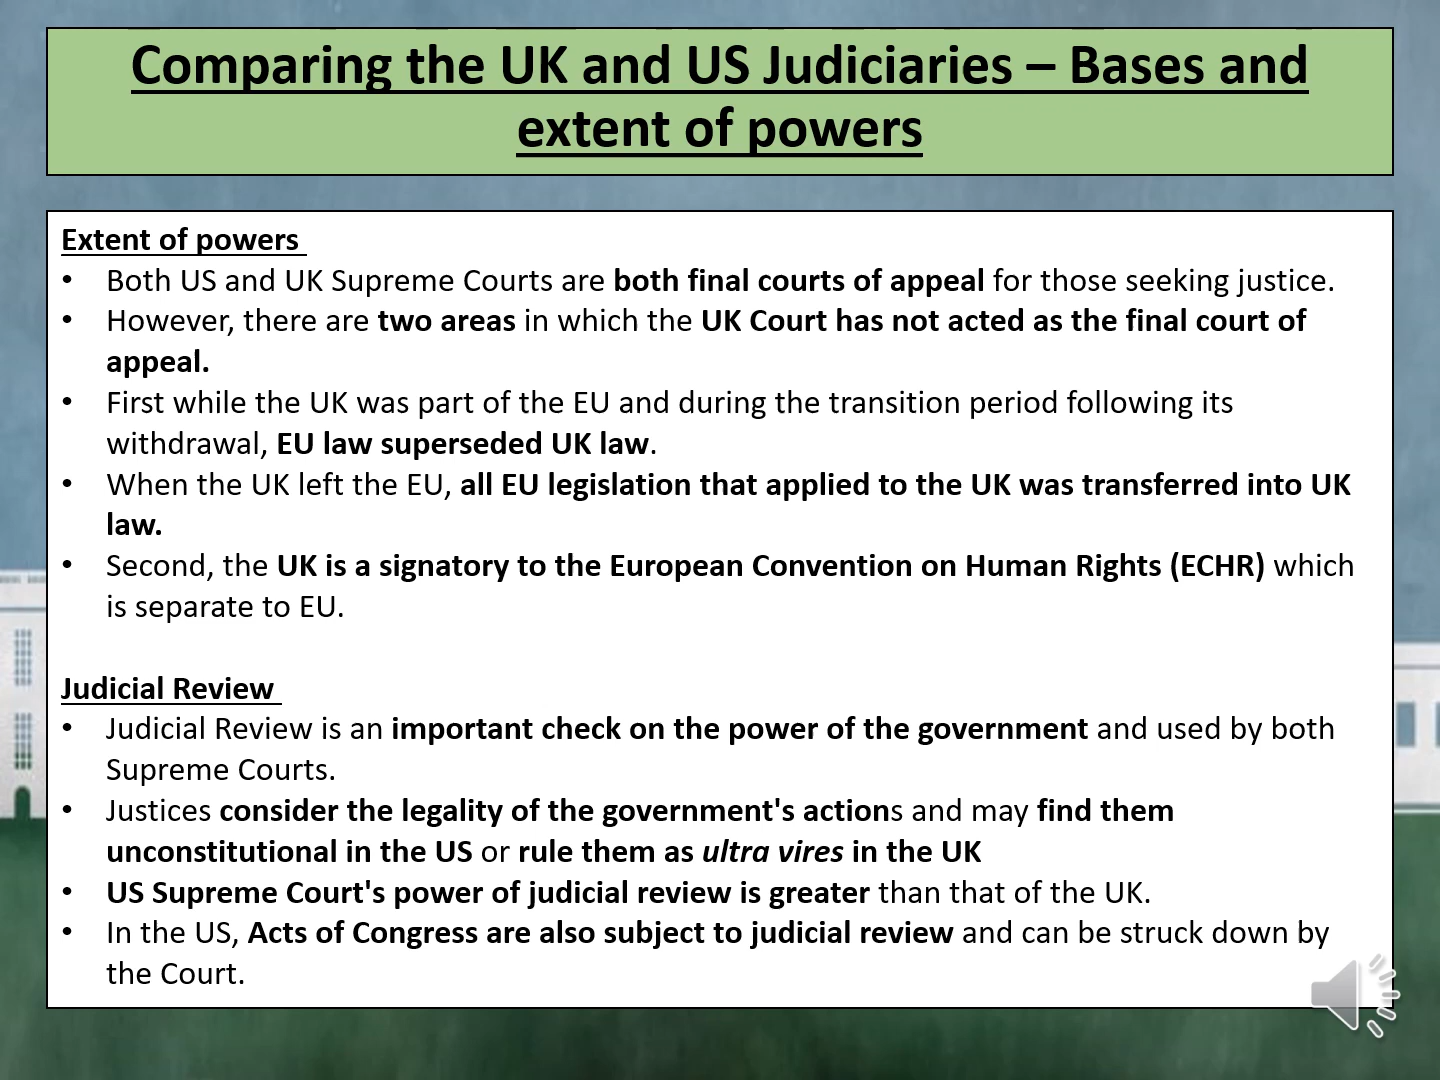 Comparing the UK and US Judiciaries – Bases and
extent of powers
Extent of powers
• Both US and UK Supreme Courts are both final courts of appeal for those seeking justice.
• However, there are two areas in which the UK Court has not acted as the final court of
appeal.
• First while the UK was part of the EU and during the transition period following its
withdrawal, EU law superseded UK law.
• When the UK left the EU, all EU legislation that applied to the UK was transferred into UK
law.
• Second, the UK is a signatory to the European Convention on Human Rights (ECHR) which
is separate to EU.
Judicial Review
• Judicial Review is an important check on the power of the government and used by both
Supreme Courts.
• Justices consider the legality of the government's actions and may find them
unconstitutional in the US or rule them as ultra vires in the UK
• US Supreme Court's power of judicial review is greater than that of the UK.
• In the US, Acts of Congress are also subject to judicial review and can be struck down by
the Court.